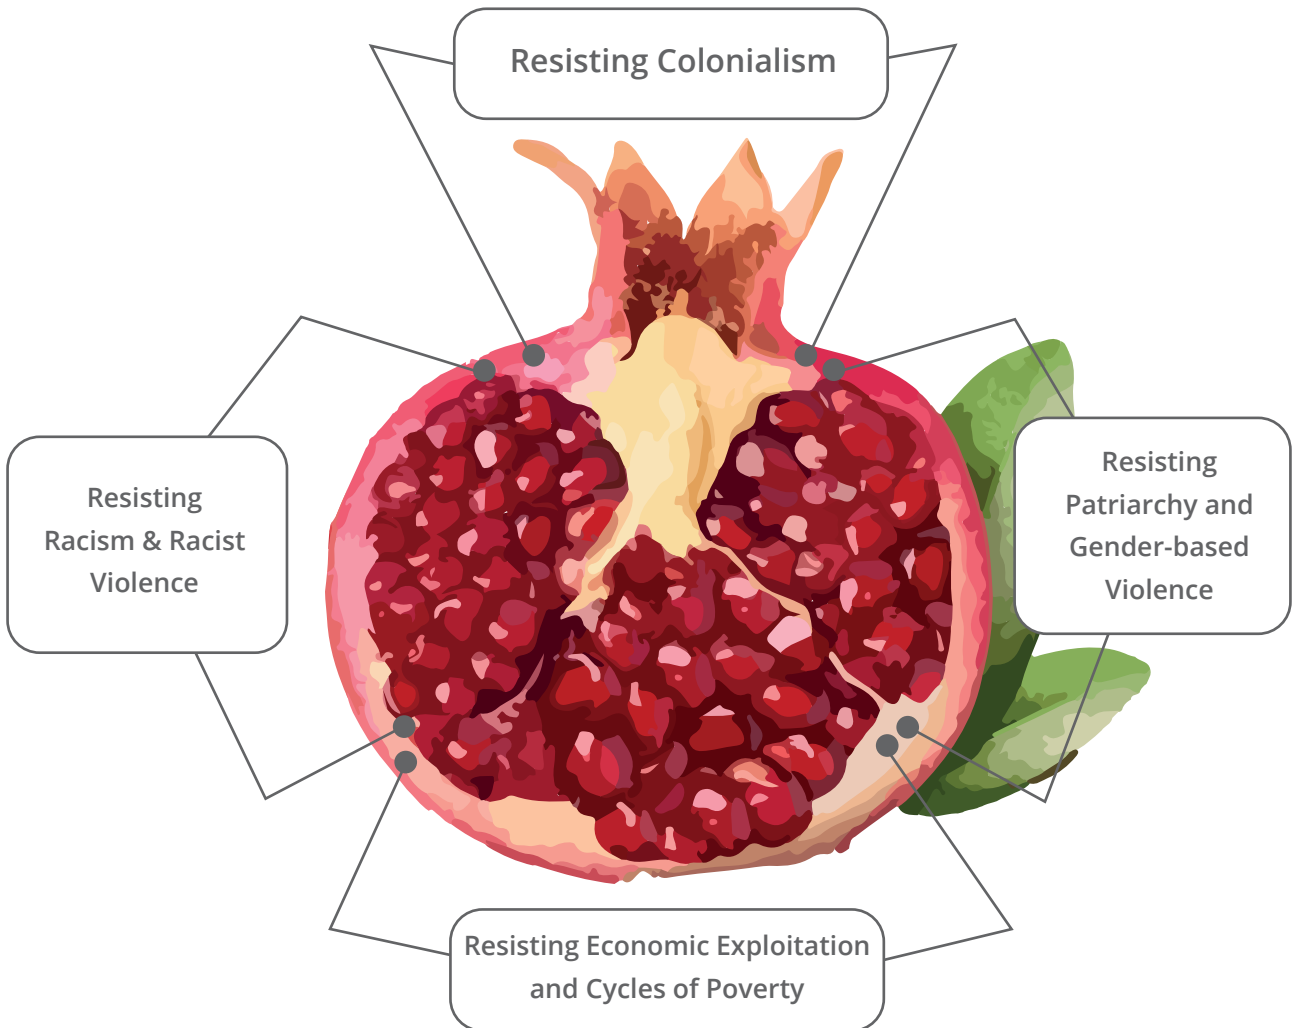 Resisting Colonialism
Resisting
Racism & Racist
Violence
Resisting
Patriarchy and
Gender-based
Violence
Resisting Economic Exploitation
and Cycles of Poverty